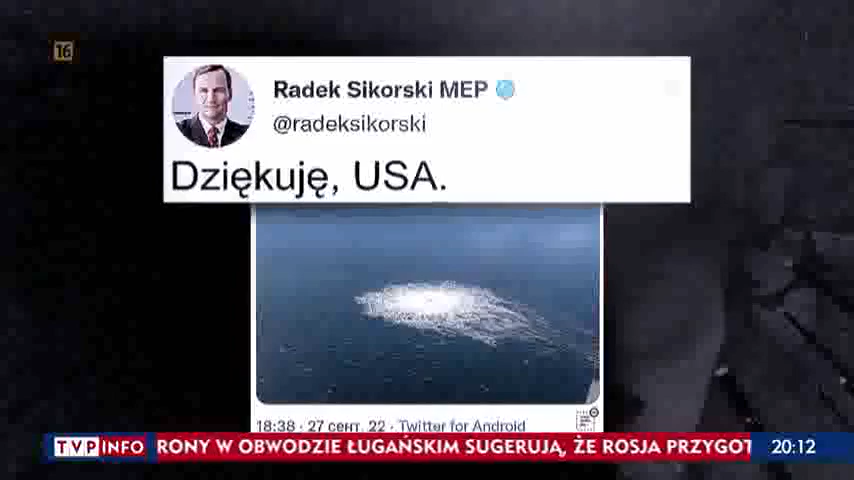 16
Radek Sikorski MEP
@radeksikorski
Dziękuję, USA.
18:38 · 27 сент. 22 · Twitter for Android
TVP INFO RONY W OBWODZIE ŁUGAŃSKIM SUGERUJĄ, ŻE ROSJA PRZYGOT 20:12